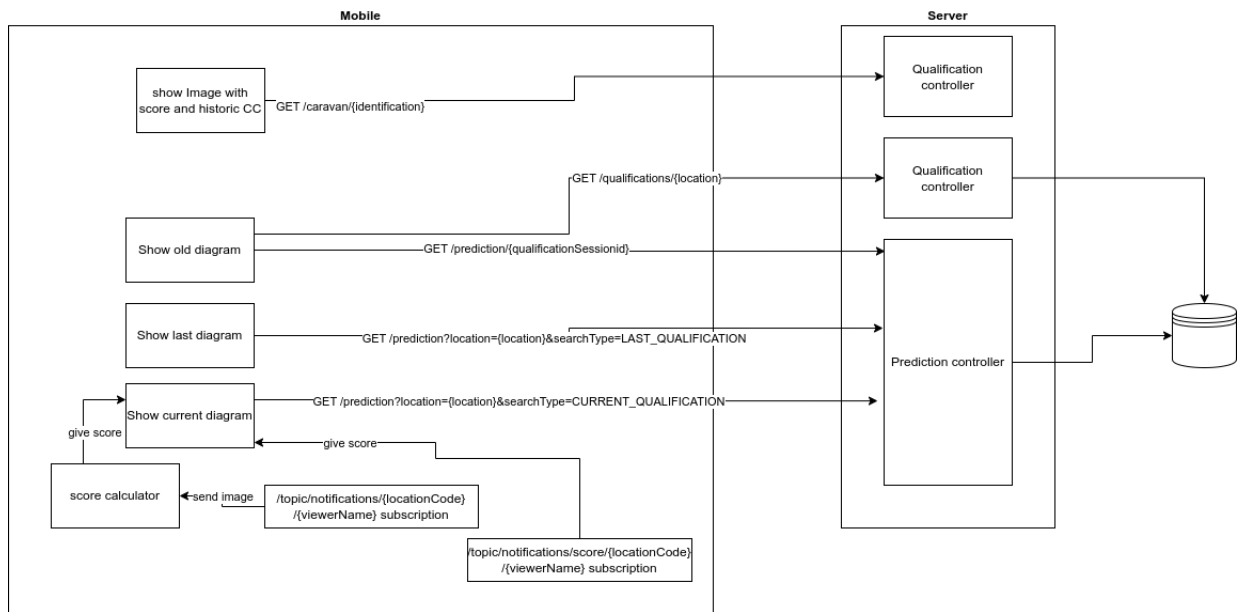 Mobile
Server
show Image with
score and historic CC
GET /caravan/{identification}
Qualification
controller
GET /qualifications/{location}
Qualification
controller
Show old diagram
GET /prediction/{qualificationSessionid}
Show last diagram
GET /prediction?location={location}&searchType=LAST_QUALIFICATION
Prediction controller
Show current diagram
GET /prediction?location={location}&searchType=CURRENT_QUALIFICATION
give score
give score
score calculator
send image
/topic/notifications/{locationCode}
/{viewerName} subscription
/topic/notifications/score/{locationCode}
/{viewerName} subscription